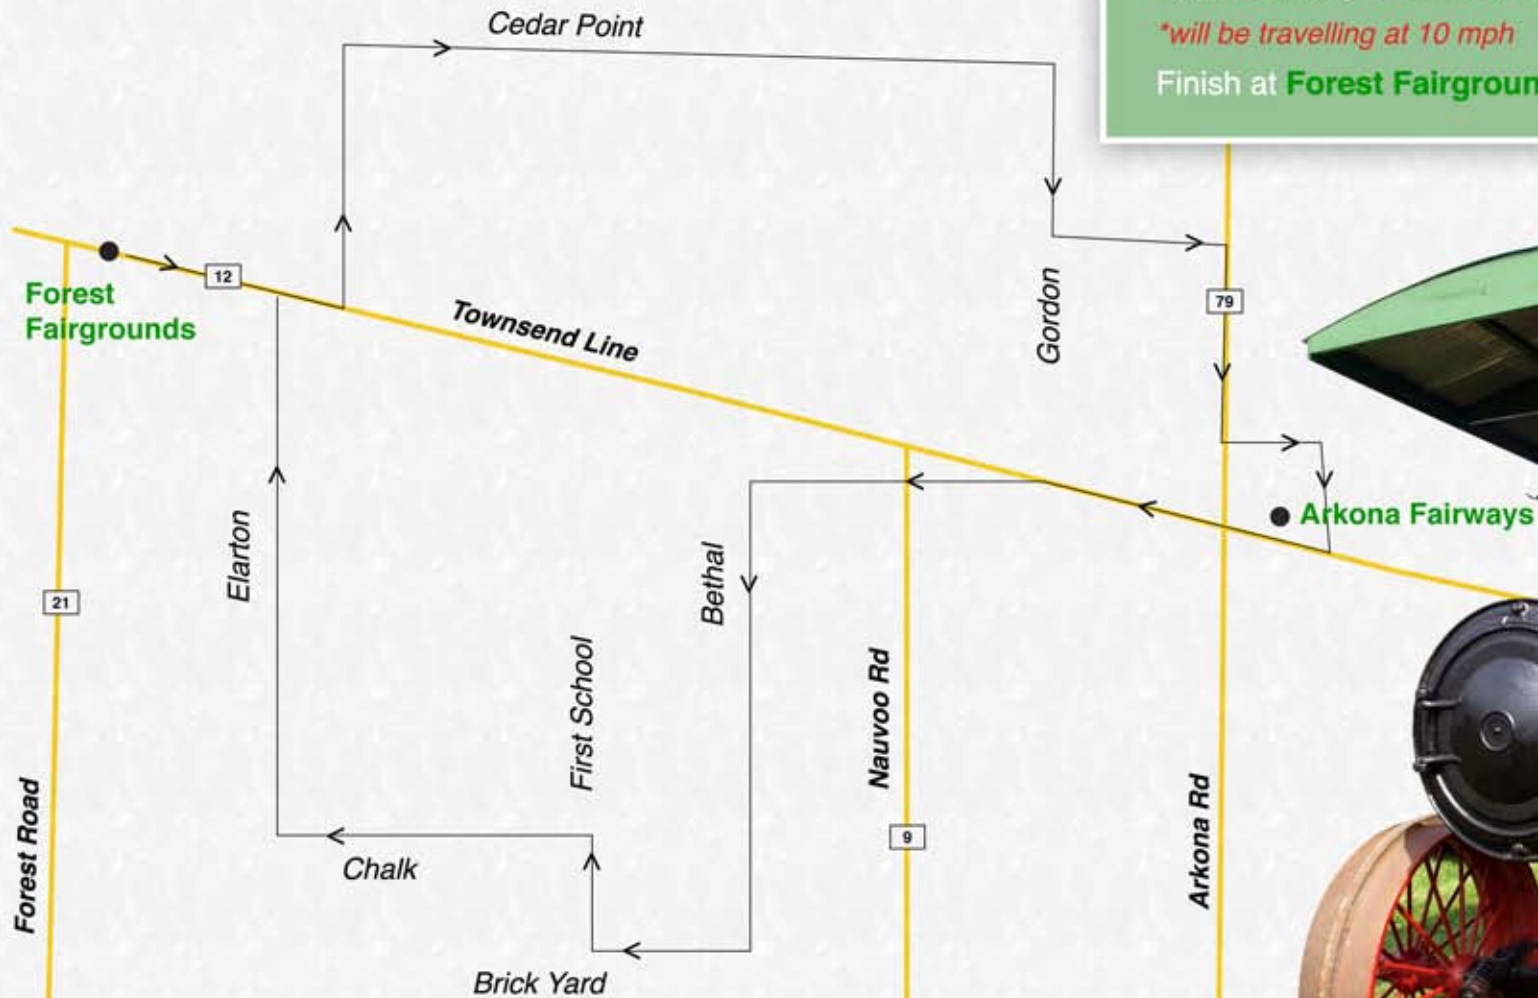 Cedar Point
*will be travelling at 10 mph
Finish at Forest
Forest
Fairgrounds
12
Townsend Line
Gordon
79
Arkona Fairways
Elarton
21
Bethal
First School
Nauvoo Rd
9
Arkona Rd
Forest Road
Chalk
Brick Yard